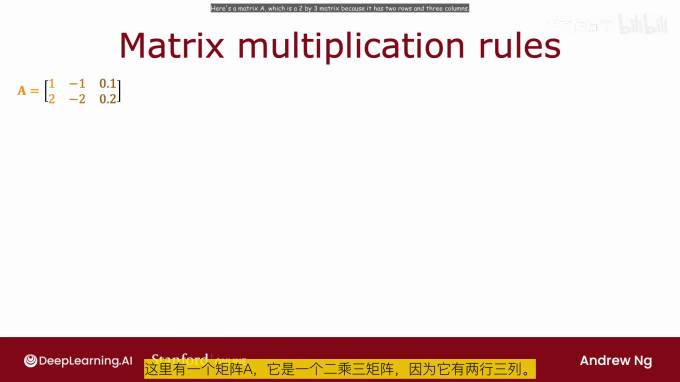 Here's a matrix A, which is a 2 by 3 matrix because it has two rows and three columns.
bilibili
Matrix multiplication rules
A = [1 −1 0.1
2 −2 0.2]
DeepLearning.AI Stanford Andrew Ng
这里有一个矩阵A，它是一个二乘三矩阵，因为它有两行三列。